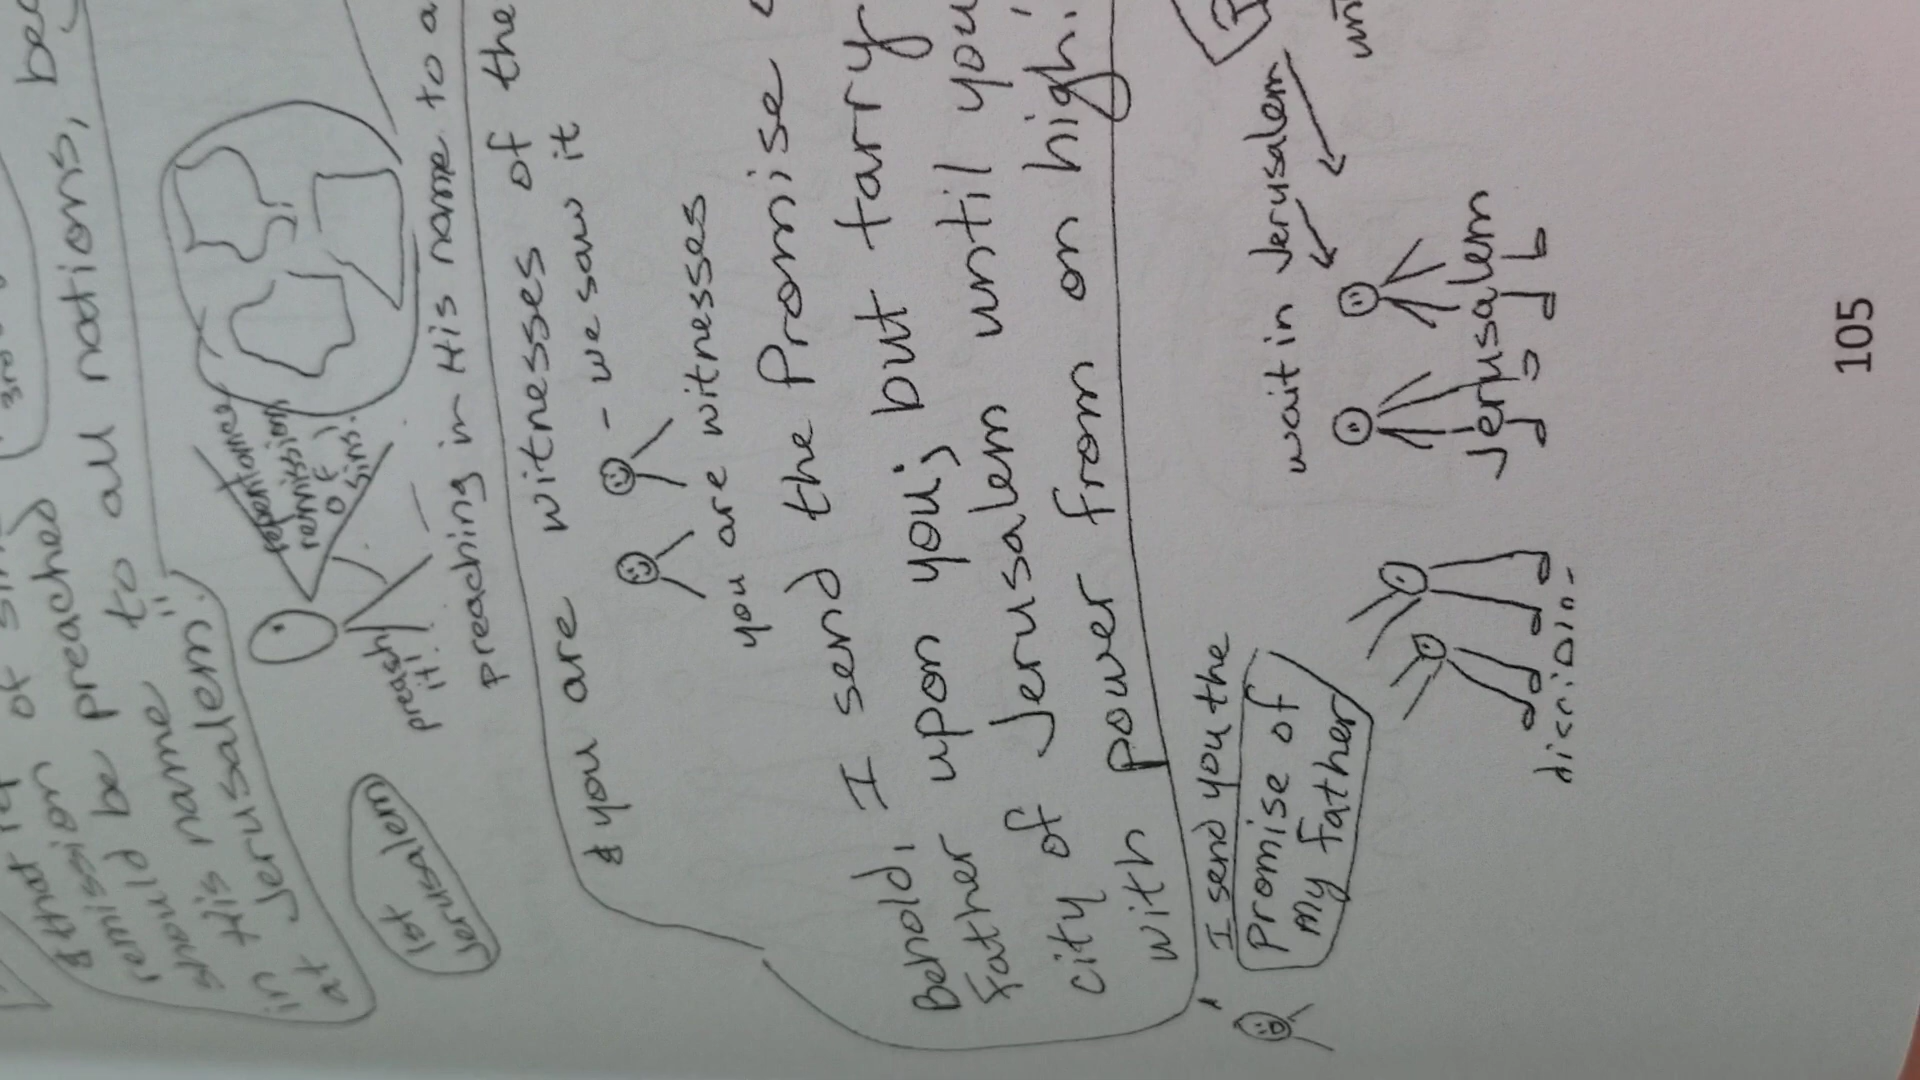 & that
of
remission of sins
should be preached
in His name to all nations, beg
at Jerusalem."
1st
Jerusalem
repentance
remission
of
sins.
preach
it!
preaching in His name to a
& you are witnesses of the
- we saw it
you are witnesses
Behold, I send the Promise
Father upon you; but tarry
city of Jerusalem until you
with power from on high.
I send you the
Promise of
my Father
wait in Jerusalem
Jerusalem
105